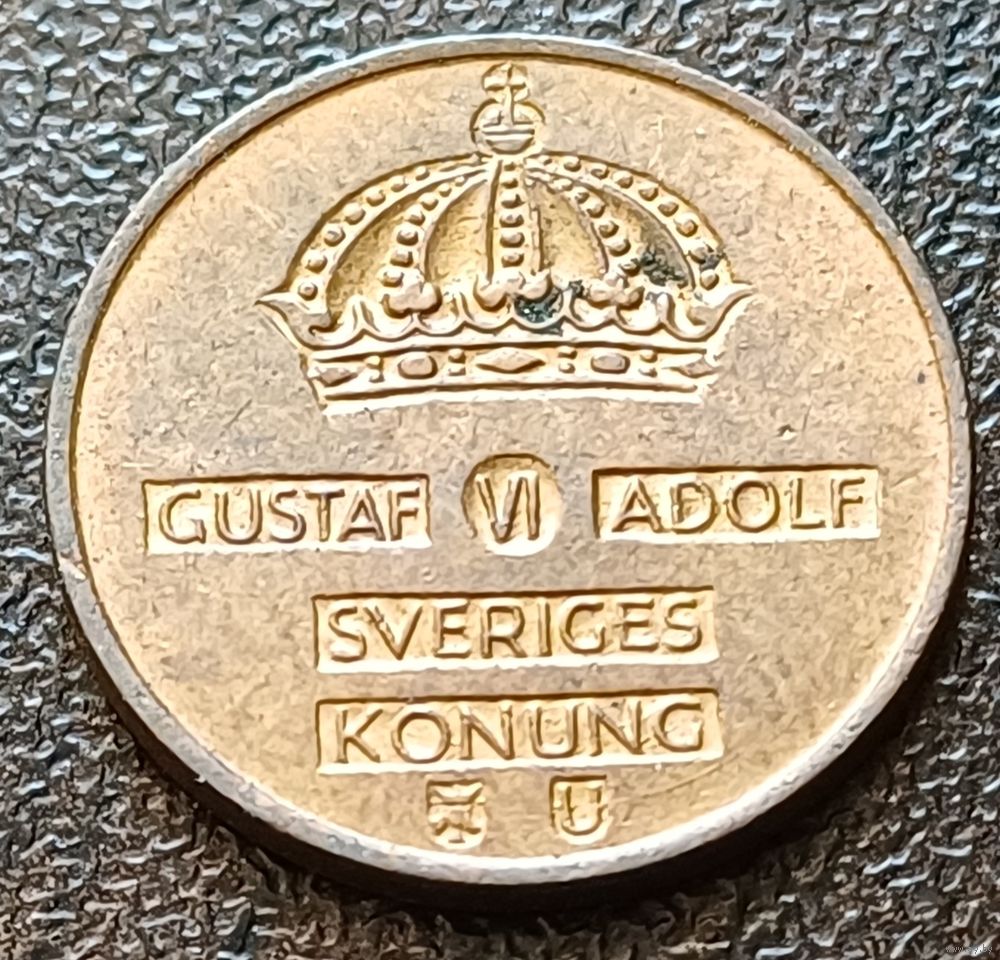 GUSTAF VI ADOLF
SVERIGES
KONUNG
U